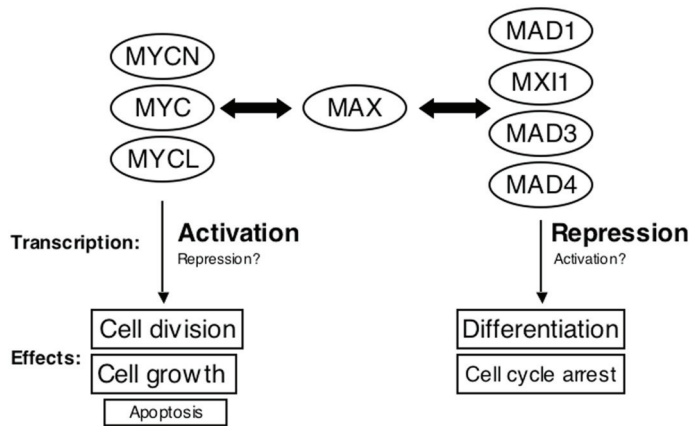 MYCN
MYC
MYCL
MAX
MAD1
MXI1
MAD3
MAD4
Transcription:
Activation
Repression?
Repression
Activation?
Effects:
Cell division
Cell growth
Apoptosis
Differentiation
Cell cycle arrest